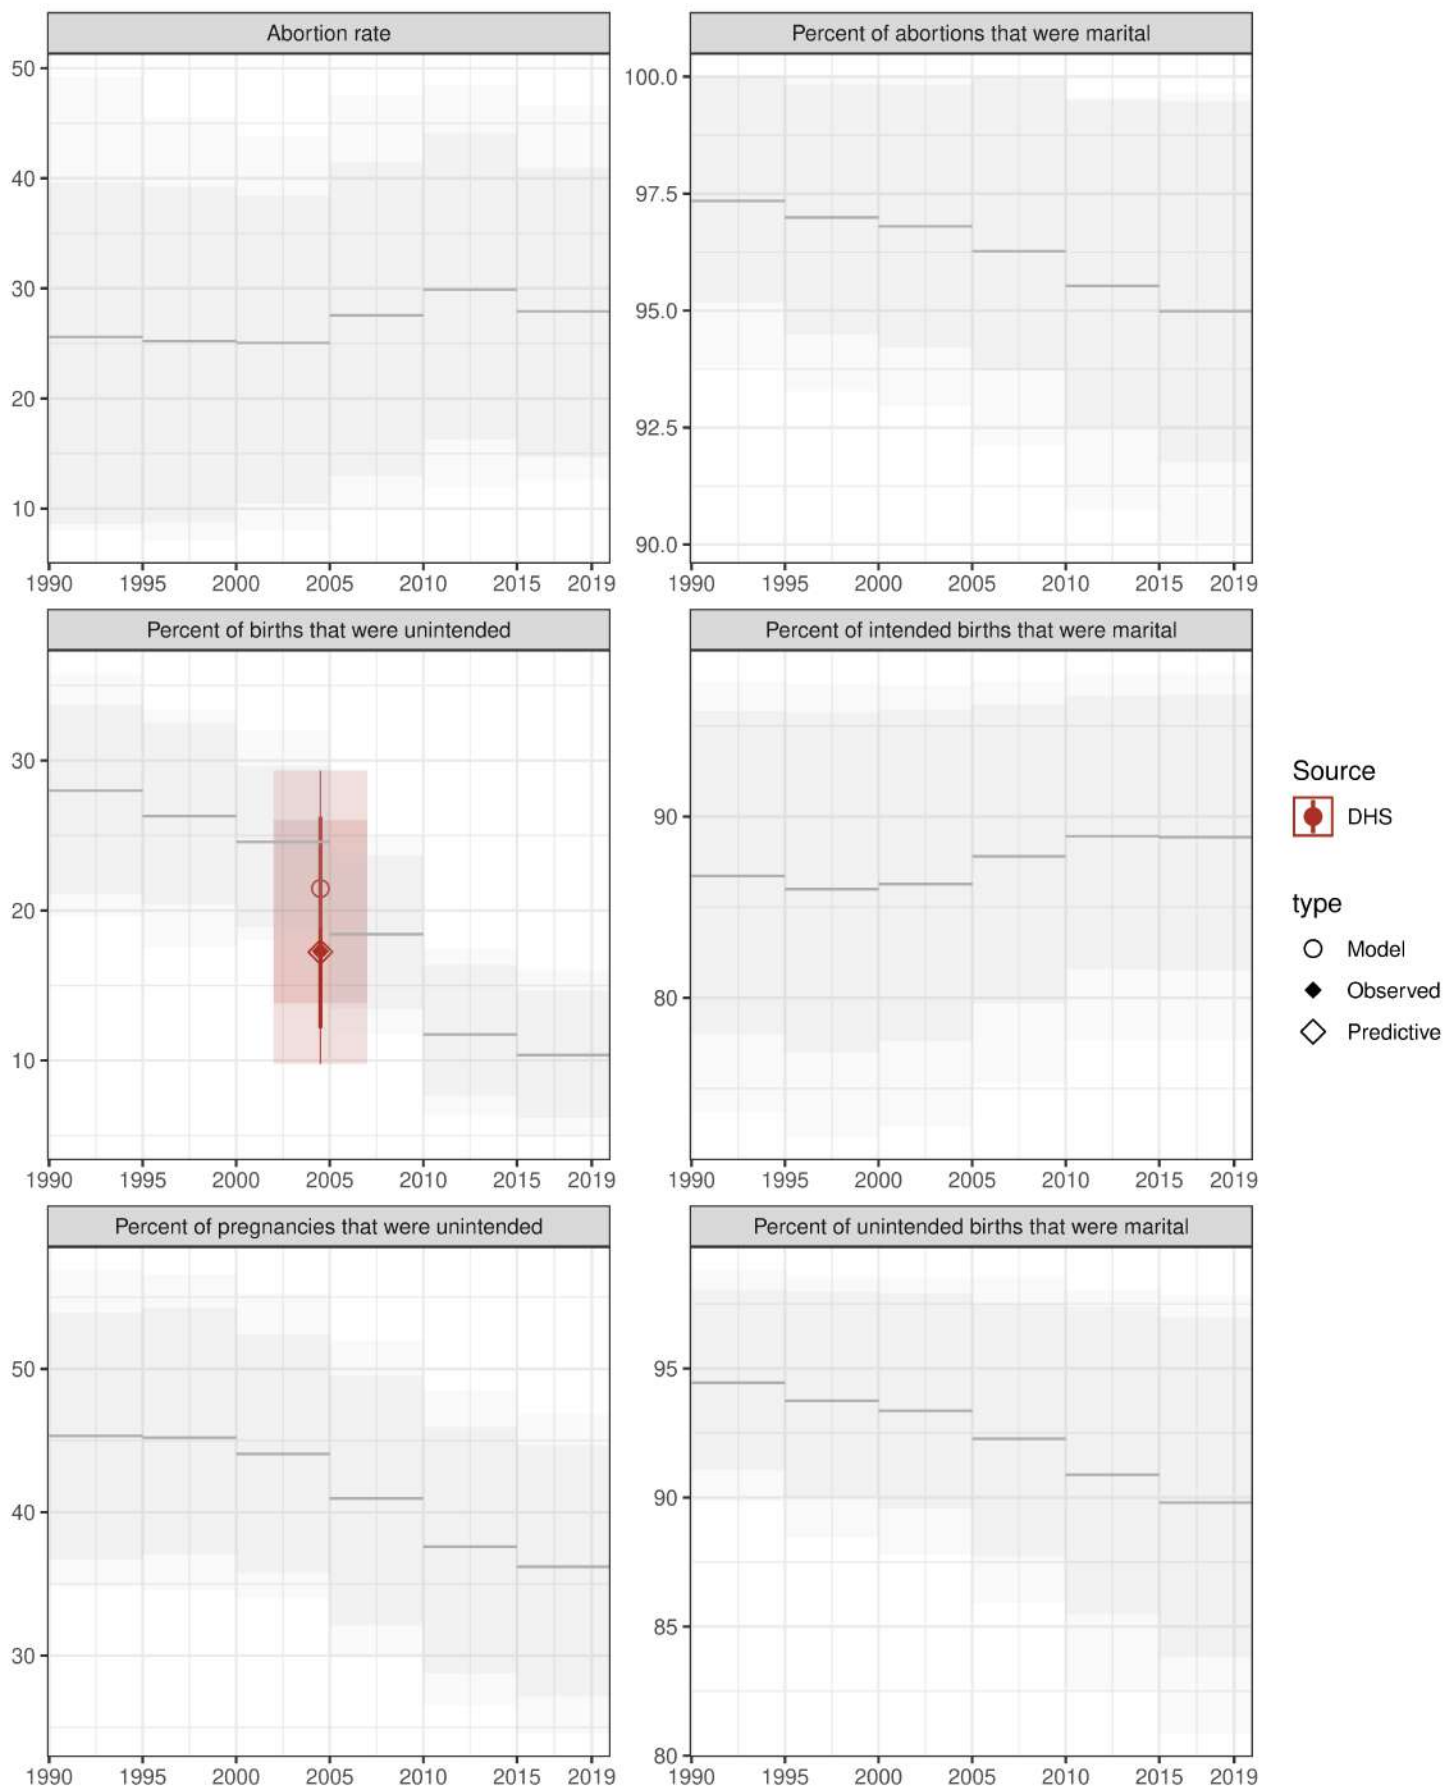 Abortion rate
50
40
30
20
10
1990 1995 2000 2005 2010 2015 2019
Percent of abortions that were marital
100.0
97.5
95.0
92.5
90.0
1990 1995 2000 2005 2010 2015 2019
Percent of births that were unintended
30
20
10
1990 1995 2000 2005 2010 2015 2019
Percent of intended births that were marital
90
80
1990 1995 2000 2005 2010 2015 2019
Percent of pregnancies that were unintended
50
40
30
1990 1995 2000 2005 2010 2015 2019
Percent of unintended births that were marital
95
90
85
80
1990 1995 2000 2005 2010 2015 2019
Source
DHS
type
Model
Observed
Predictive